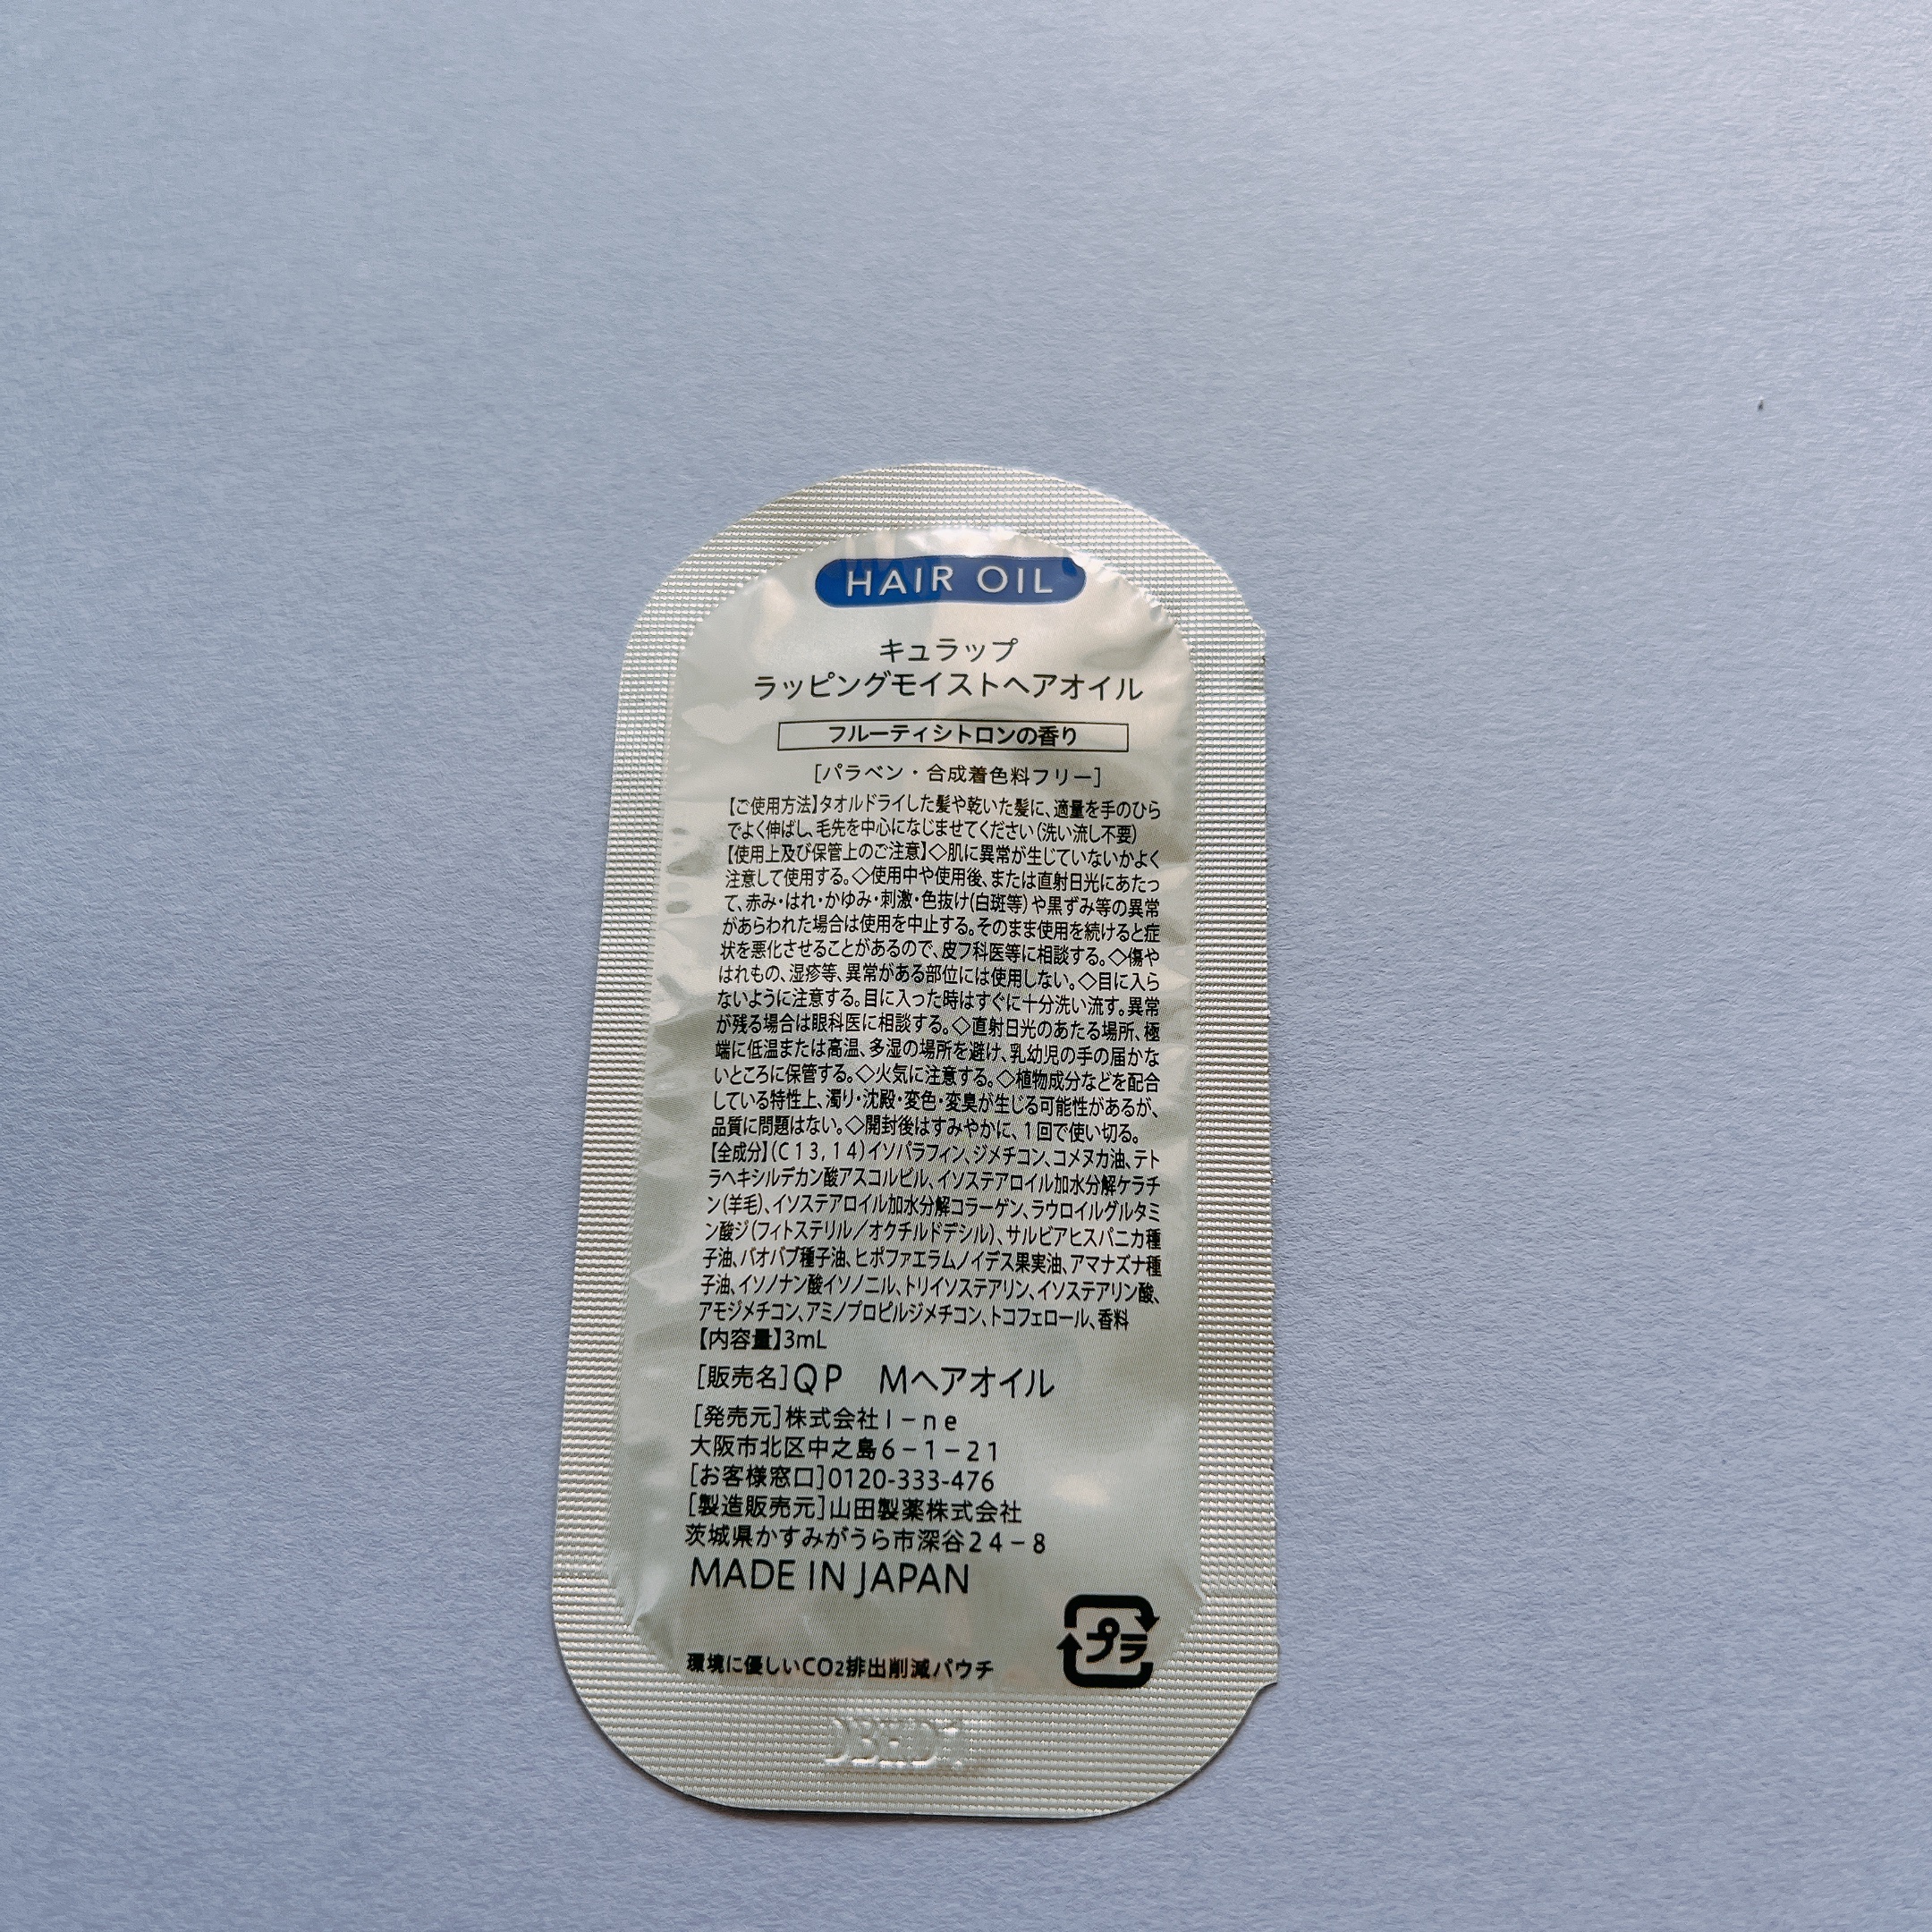 HAIR OIL
キュラップ
ラッピングモイストヘアオイル
フルーティシトロンの香り
[パラベン・合成着色料フリー]
【ご使用方法】タオルドライした髪や乾いた髪に、適量を手のひら
でよく伸ばし、毛先を中心になじませてください(洗い流し不要)
【使用上及び保管上のご注意】◇肌に異常が生じていないかよく
注意して使用する。◇使用中や使用後、または直射日光にあたっ
て、赤み・はれ・かゆみ・刺激・色抜け(白斑等)や黒ずみ等の異常
があらわれた場合は使用を中止する。そのまま使用を続けると症
状を悪化させることがあるので、皮フ科医等に相談する。◇傷や
はれもの、湿疹等、異常がある部位には使用しない。◇目に入ら
ないように注意する。目に入った時はすぐに十分洗い流す。異常
が残る場合は眼科医に相談する。◇直射日光のあたる場所、極
端に低温または高温、多湿の場所を避け、乳幼児の手の届かな
いところに保管する。◇火気に注意する。◇植物成分などを配合
している特性上、濁り・沈殿・変色・変臭が生じる可能性があるが、
品質に問題はない。◇開封後はすみやかに、1回で使い切る。
【全成分】(C13,14)イソパラフィン、ジメチコン、コメヌカ油、テト
ラヘキシルデカン酸アスコルビル、イソステアロイル加水分解ケラチ
ン(羊毛)、イソステアロイル加水分解コラーゲン、ラウロイルグルタミ
ン酸ジ(フィトステリル/オクチルドデシル)、サルビアヒスパニカ種
子油、バオバブ種子油、ヒポファエラムノイデス果実油、アマナズナ種
子油、イソノナン酸イソノニル、トリイソステアリン、イソステアリン酸、
アモジメチコン、アミノプロピルジメチコン、トコフェロール、香料
【内容量】3mL
[販売名]QP　Mヘアオイル
[発売元]株式会社I-ne
大阪市北区中之島6-1-21
[お客様窓口]0120-333-476
[製造販売元]山田製薬株式会社
茨城県かすみがうら市深谷24-8
MADE IN JAPAN
プラ
環境に優しいCO2排出削減パウチ